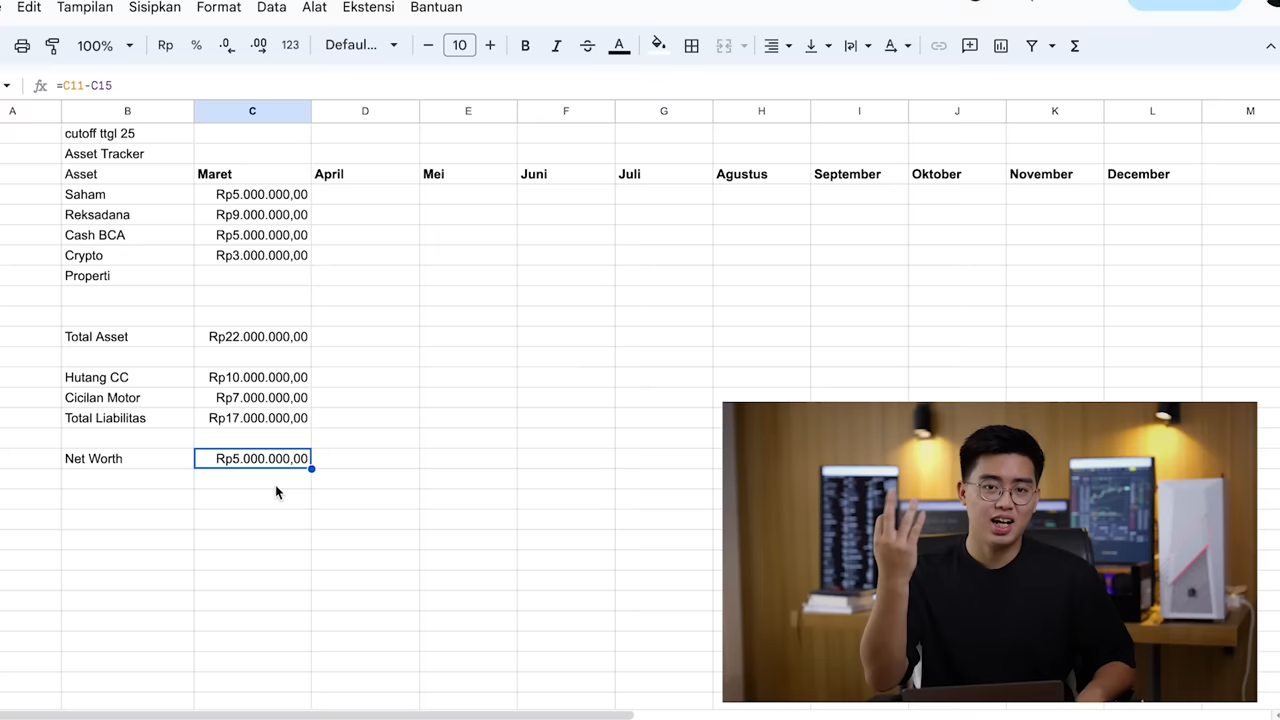 Edit Tampilan Sisipkan Format Data Alat Ekstensi Bantuan
100% Rp % .0 .00 123 Defaul... 10 B I S A A Σ
fx =C11-C15
A B C D E F G H I J K L M
cutoff ttgl 25
Asset Tracker
Asset Maret April Mei Juni Juli Agustus September Oktober November December
Saham Rp5.000.000,00
Reksadana Rp9.000.000,00
Cash BCA Rp5.000.000,00
Crypto Rp3.000.000,00
Properti
Total Asset Rp22.000.000,00
Hutang CC Rp10.000.000,00
Cicilan Motor Rp7.000.000,00
Total Liabilitas Rp17.000.000,00
Net Worth Rp5.000.000,00